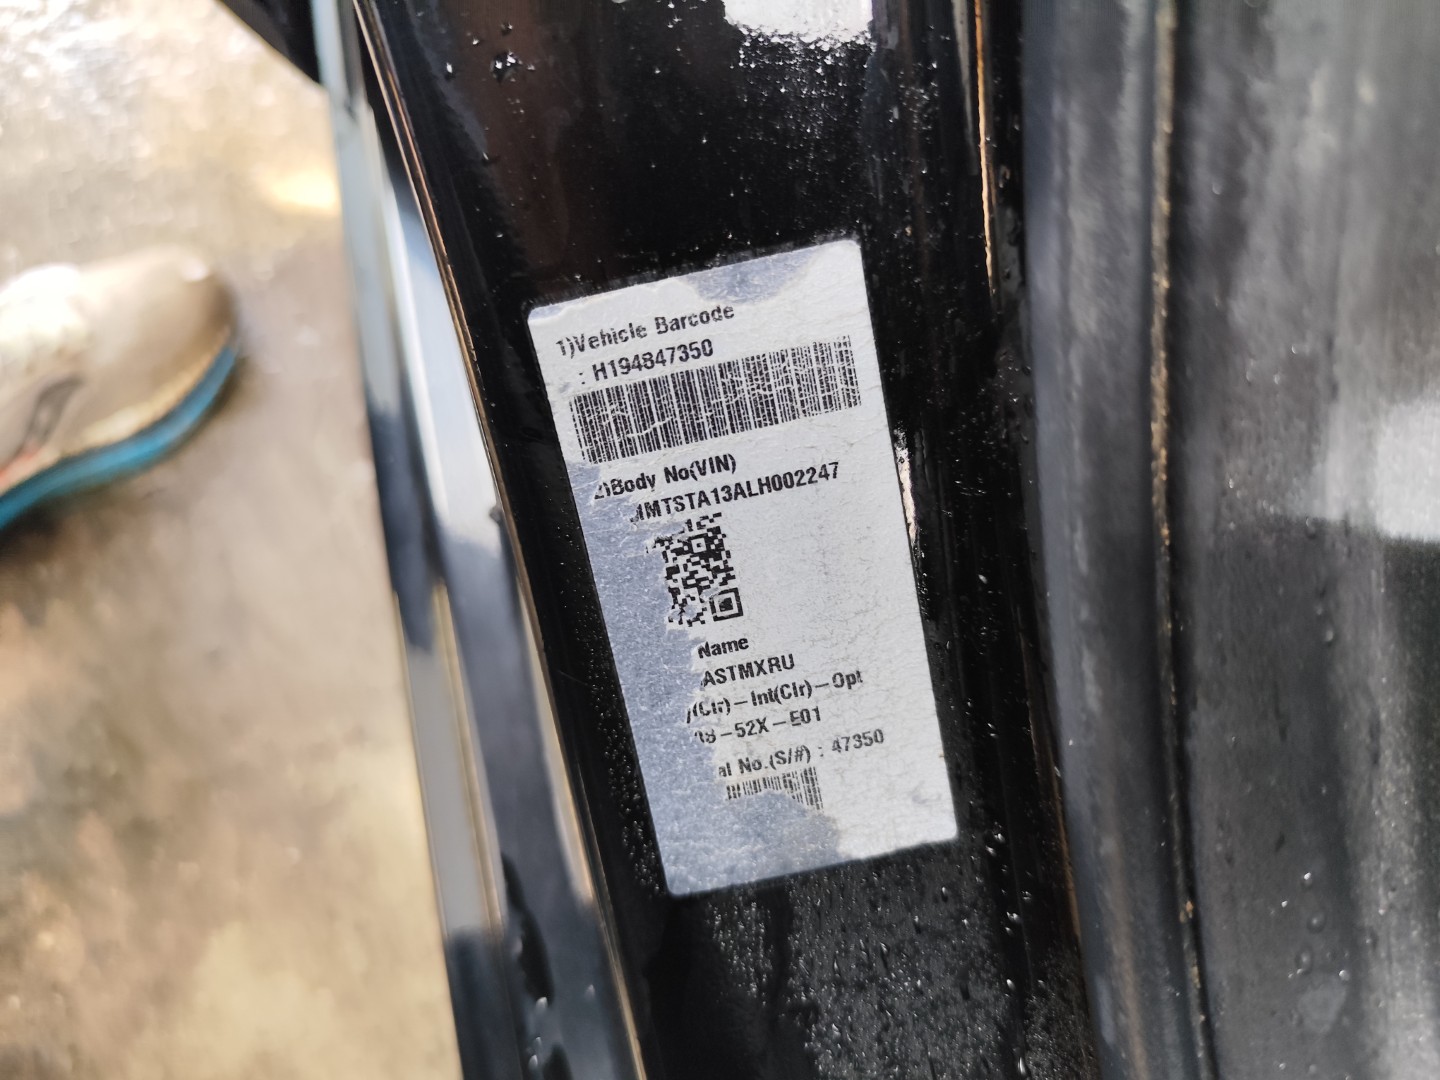 1)Vehicle Barcode
: H194847350
2)Body No(VIN)
MMTSTA13ALH002247
Name
ASTMXRU
(Clr)-Int(Clr)-Opt
-52X-E01
al No.(S/#) : 47350